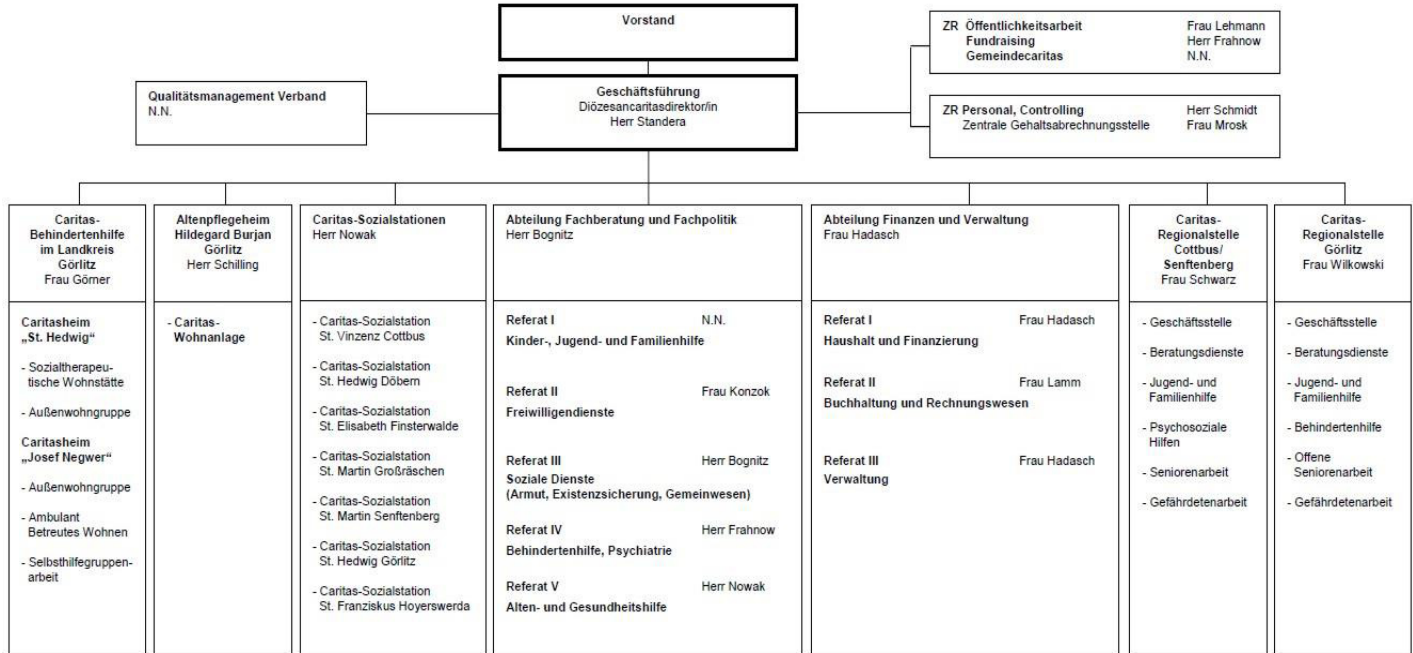 Vorstand
ZR Öffentlichkeitsarbeit Frau Lehmann
Fundraising Herr Frahnow
Gemeindecaritas N.N.
Qualitätsmanagement Verband
N.N.
Geschäftsführung
Diözesancaritasdirektor/in
Herr Standera
ZR Personal, Controlling Herr Schmidt
Zentrale Gehaltsabrechnungsstelle Frau Mrosk
Caritas-
Behindertenhilfe
im Landkreis
Görlitz
Frau Görner
Caritasheim
„St. Hedwig“
- Sozialtherapeu-
tische Wohnstätte
- Außenwohngruppe
Caritasheim
„Josef Negwer“
- Außenwohngruppe
- Ambulant
Betreutes Wohnen
- Selbsthilfegruppen-
arbeit
Altenpflegeheim
Hildegard Burjan
Görlitz
Herr Schilling
- Caritas-
Wohnanlage
Caritas-Sozialstationen
Herr Nowak
- Caritas-Sozialstation
St. Vinzenz Cottbus
- Caritas-Sozialstation
St. Hedwig Döbern
- Caritas-Sozialstation
St. Elisabeth Finsterwalde
- Caritas-Sozialstation
St. Martin Großräschen
- Caritas-Sozialstation
St. Martin Senftenberg
- Caritas-Sozialstation
St. Hedwig Görlitz
- Caritas-Sozialstation
St. Franziskus Hoyerswerda
Abteilung Fachberatung und Fachpolitik
Herr Bognitz
Referat I N.N.
Kinder-, Jugend- und Familienhilfe
Referat II Frau Konzok
Freiwilligendienste
Referat III Herr Bognitz
Soziale Dienste
(Armut, Existenzsicherung, Gemeinwesen)
Referat IV Herr Frahnow
Behindertenhilfe, Psychiatrie
Referat V Herr Nowak
Alten- und Gesundheitshilfe
Abteilung Finanzen und Verwaltung
Frau Hadasch
Referat I Frau Hadasch
Haushalt und Finanzierung
Referat II Frau Lamm
Buchhaltung und Rechnungswesen
Referat III Frau Hadasch
Verwaltung
Caritas-
Regionalstelle
Cottbus/
Senftenberg
Frau Schwarz
- Geschäftsstelle
- Beratungsdienste
- Jugend- und
Familienhilfe
- Psychosoziale
Hilfen
- Seniorenarbeit
- Gefährdetenarbeit
Caritas-
Regionalstelle
Görlitz
Frau Wilkowski
- Geschäftsstelle
- Beratungsdienste
- Jugend- und
Familienhilfe
- Behindertenhilfe
- Offene
Seniorenarbeit
- Gefährdetenarbeit